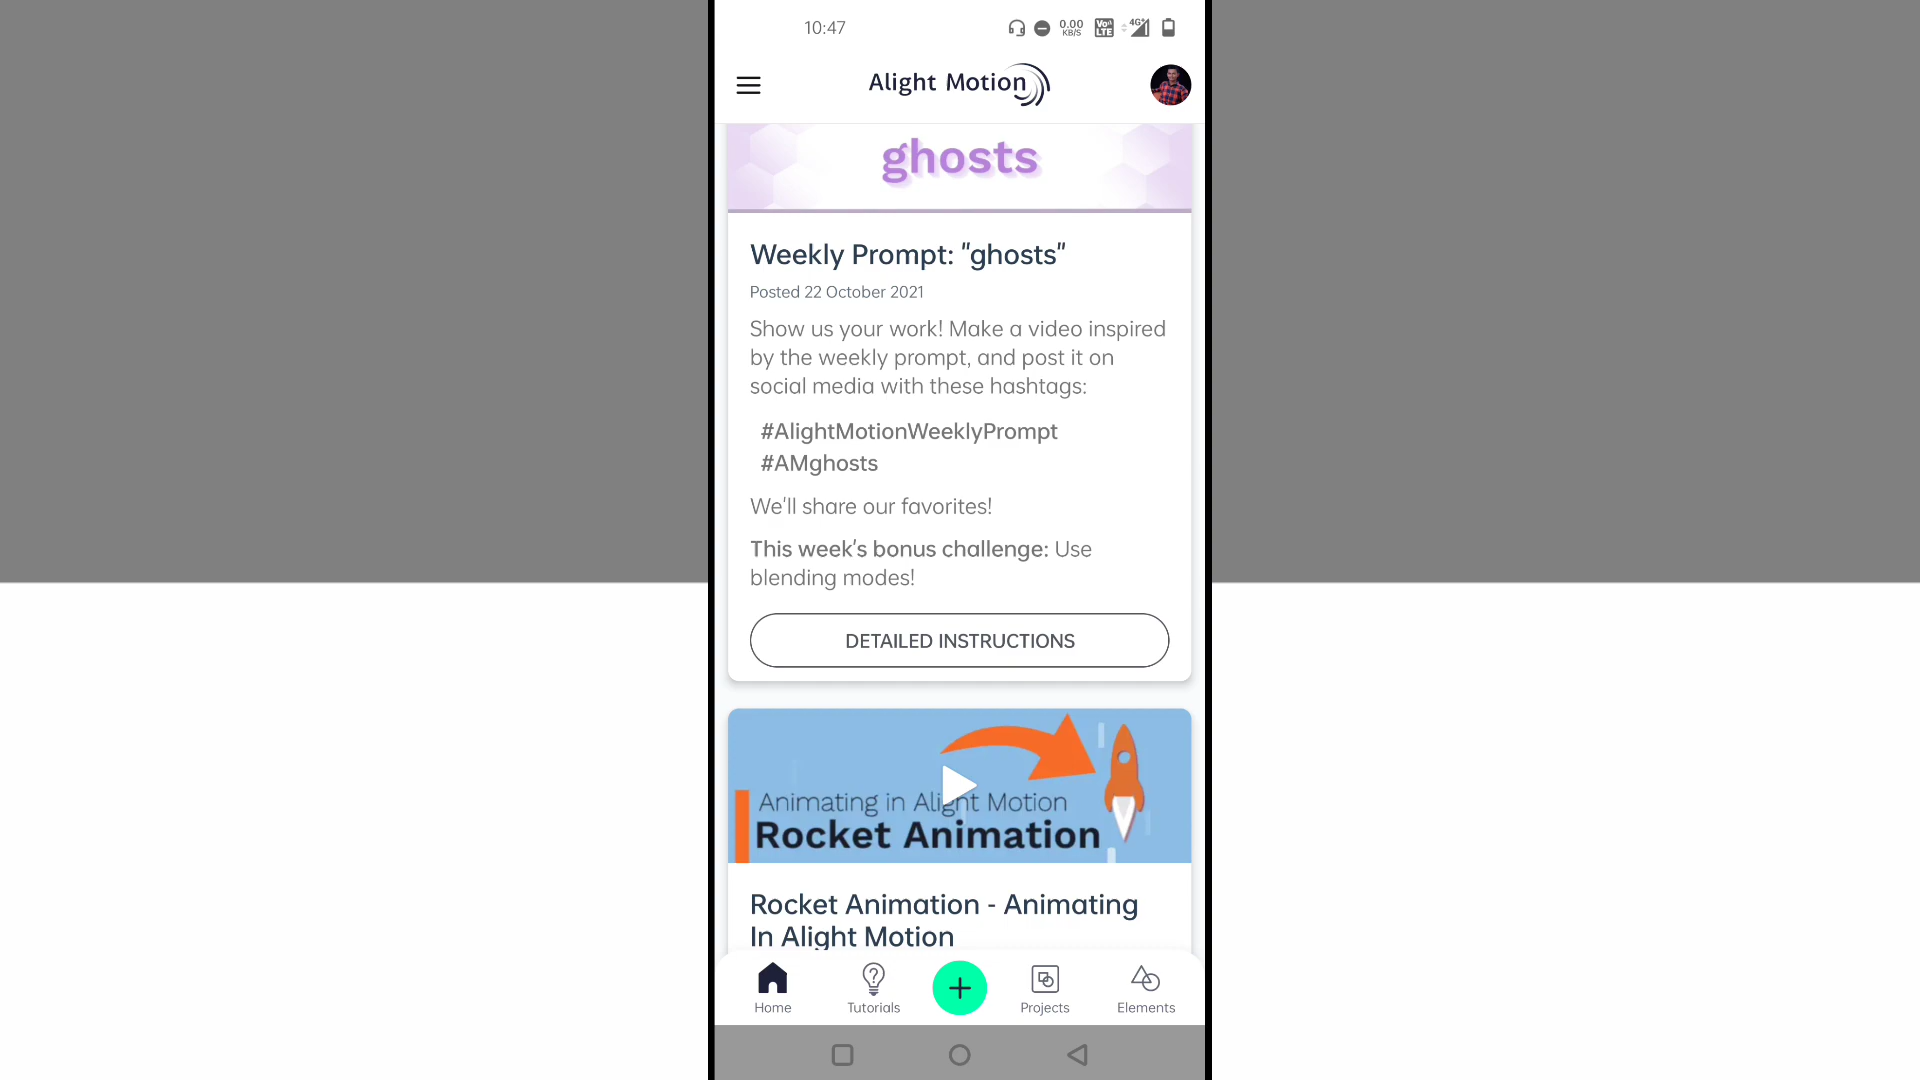 10:47
0.00
KB/S
Vo
LTE
4G+
Alight Motion
ghosts
Weekly Prompt: "ghosts"
Posted 22 October 2021
Show us your work! Make a video inspired
by the weekly prompt, and post it on
social media with these hashtags:
#AlightMotionWeeklyPrompt
#AMghosts
We'll share our favorites!
This week's bonus challenge: Use
blending modes!
DETAILED INSTRUCTIONS
Animating in Alight Motion
Rocket Animation
Rocket Animation - Animating
In Alight Motion
Home
Tutorials
Projects
Elements